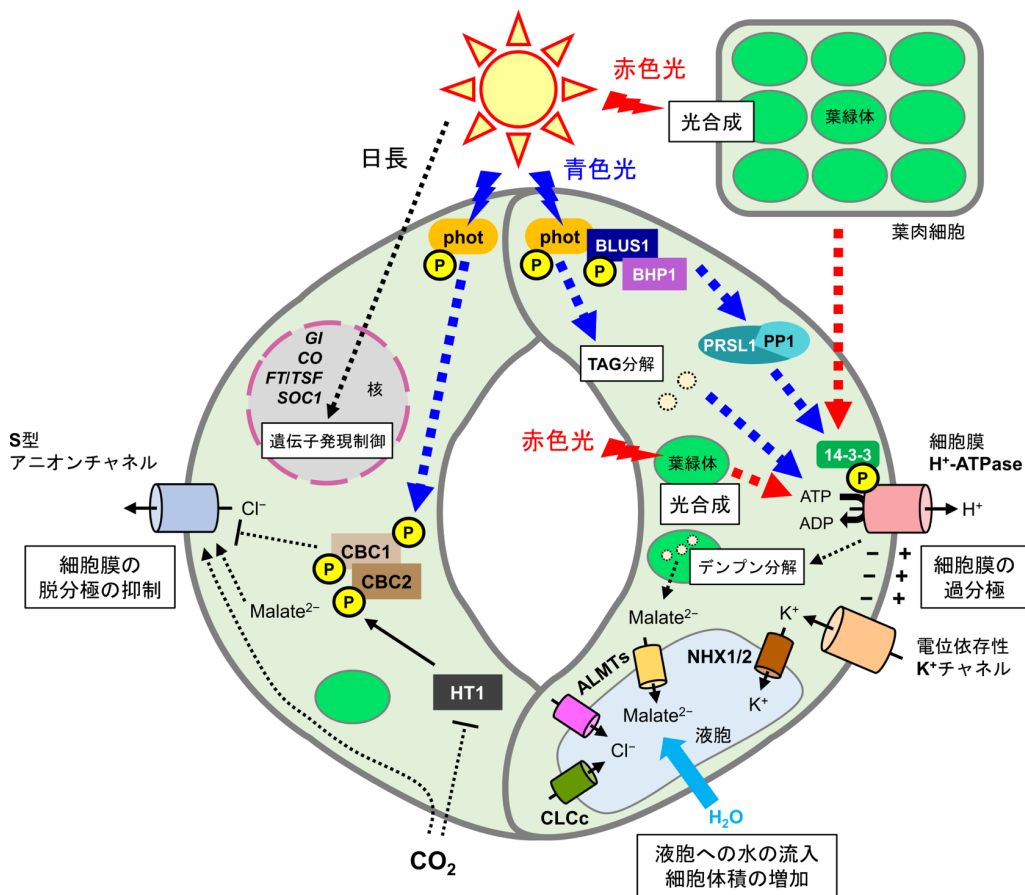 赤色光
光合成
葉緑体
葉肉細胞
日長
青色光
phot
P
phot
P
BLUS1
P
BHP1
PRSL1
PP1
TAG分解
GI
CO
FT/TSF
SOC1
核
遺伝子発現制御
S型
アニオンチャネル
Cl⁻
細胞膜の
脱分極の抑制
Malate²⁻
P
CBC1
P
CBC2
P
HT1
CO₂
赤色光
葉緑体
光合成
14-3-3
P
ATP
ADP
H⁺
細胞膜
H⁺-ATPase
デンプン分解
− +
− +
− +
細胞膜の
過分極
Malate²⁻
K⁺
電位依存性
K⁺チャネル
ALMTs
NHX1/2
K⁺
Malate²⁻
液胞
Cl⁻
CLCc
H₂O
液胞への水の流入
細胞体積の増加